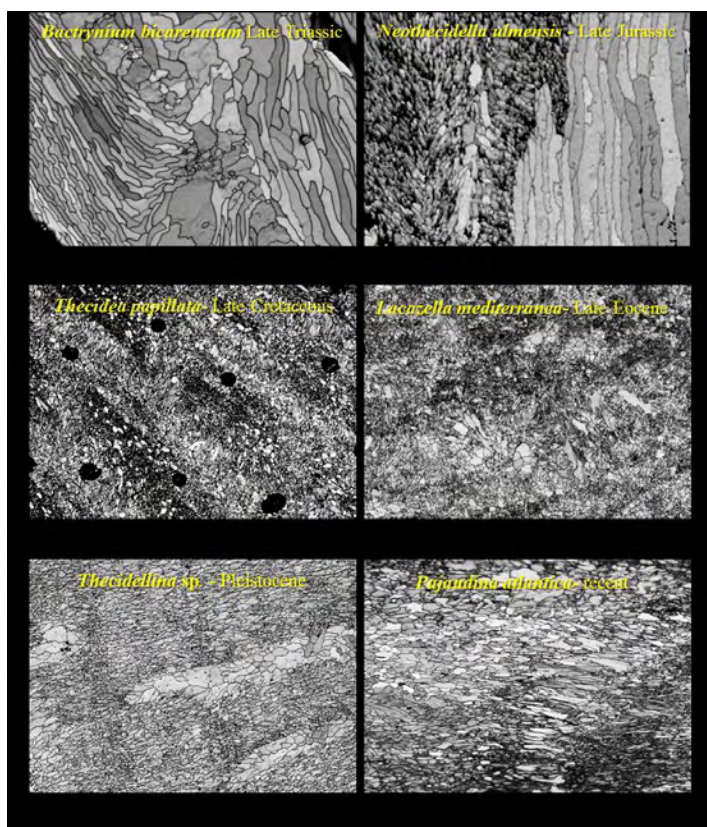 Bactrynium bicarenatum Late Triassic
Neothecidella ulmensis - Late Jurassic
Thecidea papillata- Late Cretaceous
Lacazella mediterranea- Late Eocene
Thecidellina sp. - Pleistocene
Pajaudina atlantica- recent